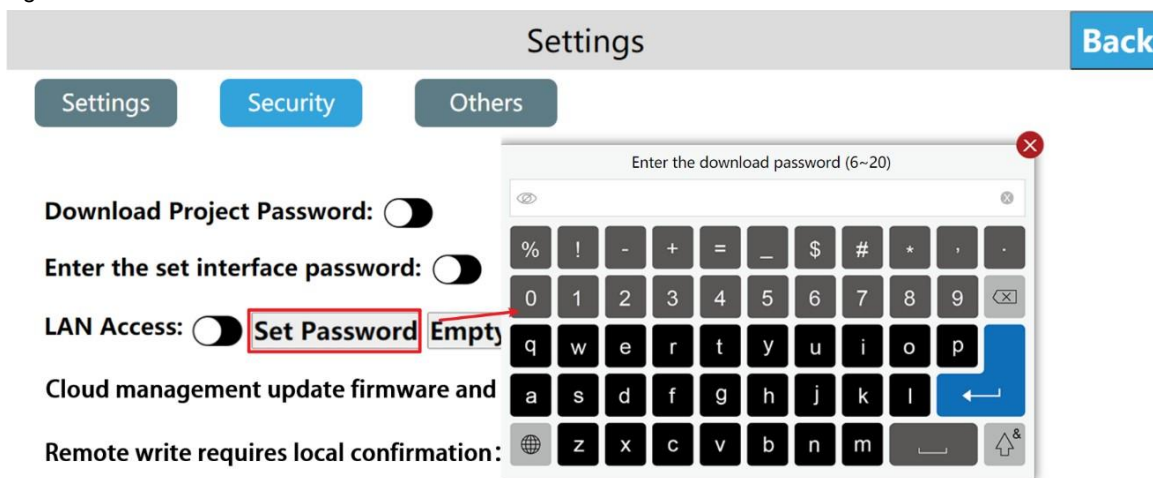 Settings
Back
Settings Security Others
Enter the download password (6~20)
Download Project Password:
Enter the set interface password:
LAN Access: Set Password Empty
Cloud management update firmware and
Remote write requires local confirmation:
% ! - + = _ $ # * , .
0 1 2 3 4 5 6 7 8 9
q w e r t y u i o p
a s d f g h j k l
z x c v b n m &